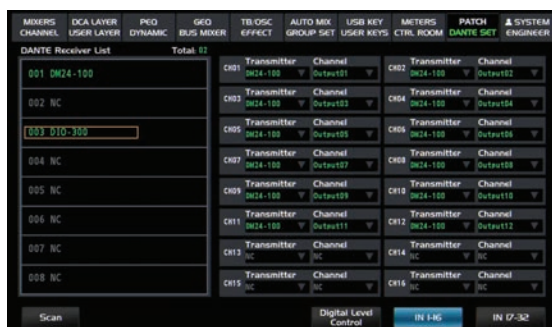 MIXERS DCA LAYER PEQ GEQ TB/OSC AUTO MIX USB KEY METERS PATCH SYSTEM
CHANNEL USER LAYER DYNAMIC BUS MIXER EFFECT GROUP SET USER KEYS CTRL ROOM DANTE SET ENGINEER
DANTE Receiver List Total: 02
001 DM24-100
002 NC
003 DIO-300
004 NC
005 NC
006 NC
007 NC
008 NC
Transmitter Channel Transmitter Channel
CH01 DM24-100 Output01 CH02 DM24-100 Output02
Transmitter Channel Transmitter Channel
CH03 DM24-100 Output03 CH04 DM24-100 Output04
Transmitter Channel Transmitter Channel
CH05 DM24-100 Output05 CH06 DM24-100 Output06
Transmitter Channel Transmitter Channel
CH07 DM24-100 Output07 CH08 DM24-100 Output08
Transmitter Channel Transmitter Channel
CH09 DM24-100 Output09 CH10 DM24-100 Output10
Transmitter Channel Transmitter Channel
CH11 DM24-100 Output11 CH12 DM24-100 Output12
Transmitter Channel Transmitter Channel
CH13 NC NC CH14 NC NC
Transmitter Channel Transmitter Channel
CH15 NC NC CH16 NC NC
Scan Digital Level Control IN 1-16 IN 17-32